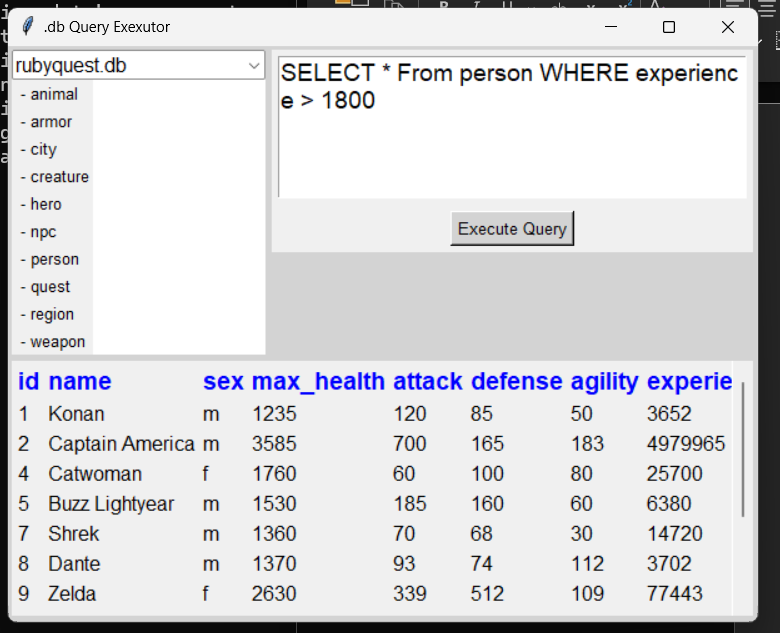 .db Query Exexutor
rubyquest.db
- animal
- armor
- city
- creature
- hero
- npc
- person
- quest
- region
- weapon
SELECT * From person WHERE experienc
e > 1800
Execute Query
id name sex max_health attack defense agility experie
1 Konan m 1235 120 85 50 3652
2 Captain America m 3585 700 165 183 4979965
4 Catwoman f 1760 60 100 80 25700
5 Buzz Lightyear m 1530 185 160 60 6380
7 Shrek m 1360 70 68 30 14720
8 Dante m 1370 93 74 112 3702
9 Zelda f 2630 339 512 109 77443